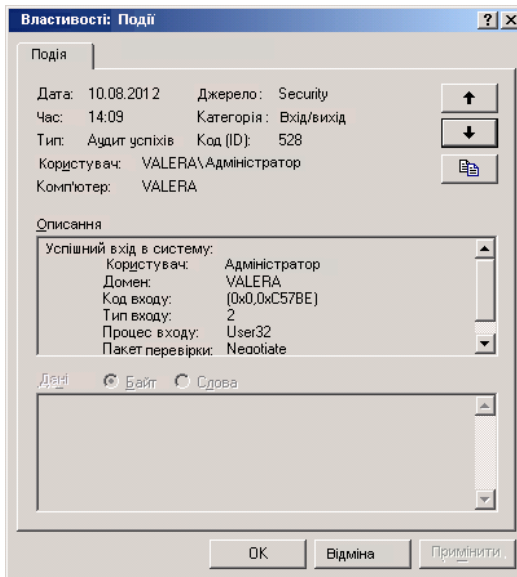 Властивості: Події
Подія
Дата: 10.08.2012 Джерело: Security
Час: 14:09 Категорія: Вхід/вихід
Тип: Аудит успіхів Код (ID): 528
Користувач: VALERA\Адміністратор
Комп'ютер: VALERA
Описання
Успішний вхід в систему:
Користувач: Адміністратор
Домен: VALERA
Код входу: (0x0,0xC57BE)
Тип входу: 2
Процес входу: User32
Пакет перевірки: Negotiate
Дані Байт Слова
OK Відміна Примінити